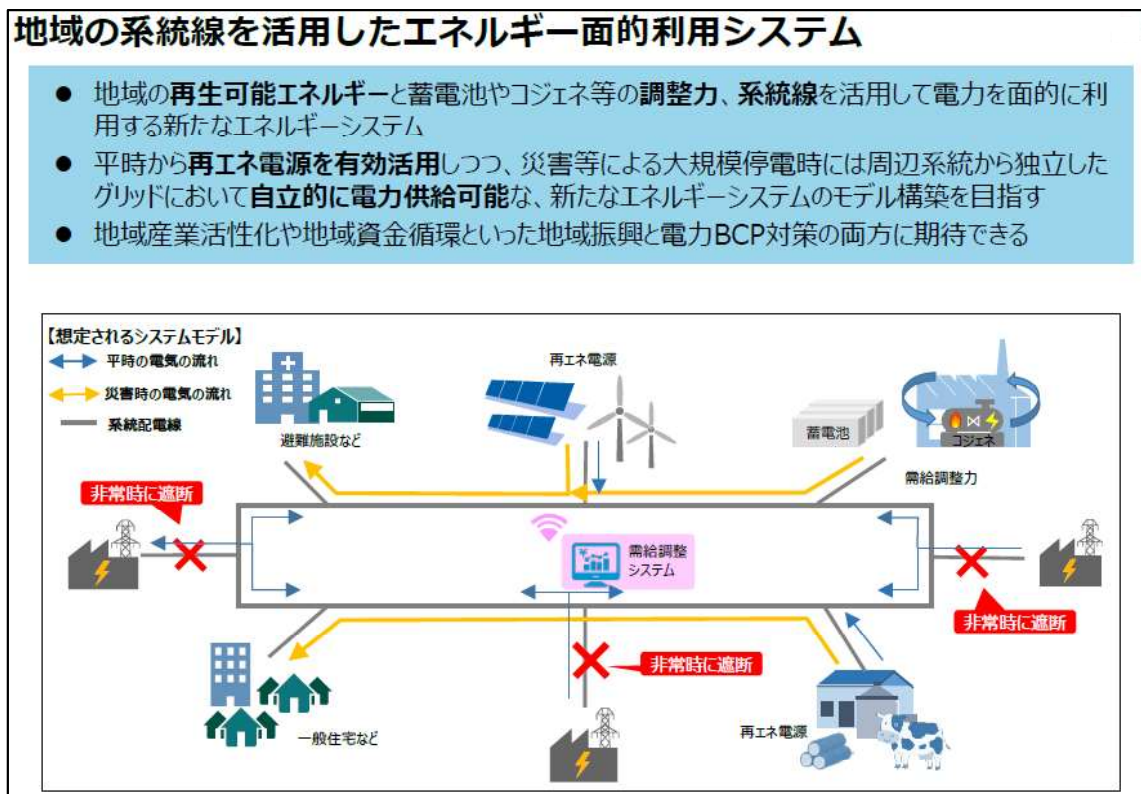 地域の系統線を活用したエネルギー面的利用システム
● 地域の再生可能エネルギーと蓄電池やコジェネ等の調整力、系統線を活用して電力を面的に利
用する新たなエネルギーシステム
● 平時から再エネ電源を有効活用しつつ、災害等による大規模停電時には周辺系統から独立した
グリッドにおいて自立的に電力供給可能な、新たなエネルギーシステムのモデル構築を目指す
● 地域産業活性化や地域資金循環といった地域振興と電力BCP対策の両方に期待できる
【想定されるシステムモデル】
平時の電気の流れ
災害時の電気の流れ
系統配電線
避難施設など
再エネ電源
蓄電池
コジェネ
需給調整力
非常時に遮断
需給調整
システム
非常時に遮断
非常時に遮断
一般住宅など
再エネ電源